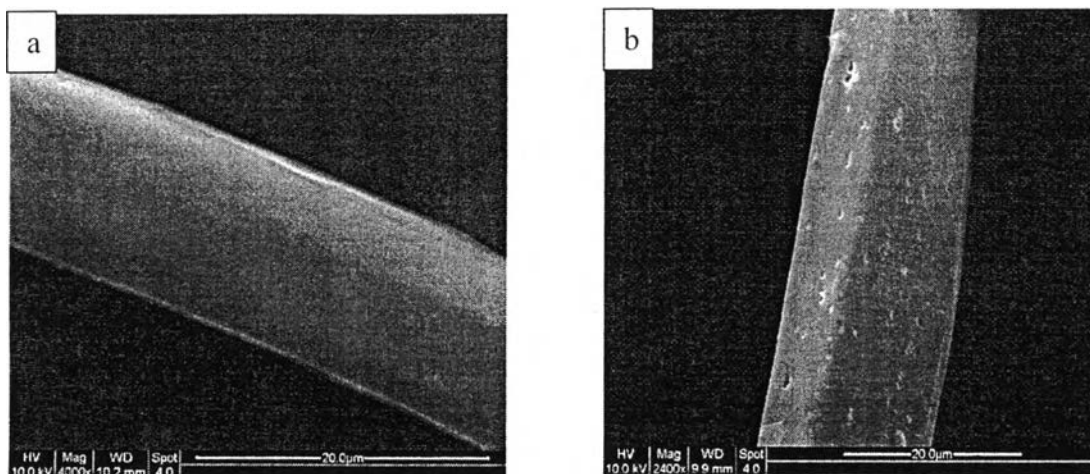 a
HV Mag WD Spot 20.0µm
10.0 kV 4000x 10.2 mm 4.0
b
HV Mag WD Spot 20.0µm
10.0 kV 2400x 9.9 mm 4.0